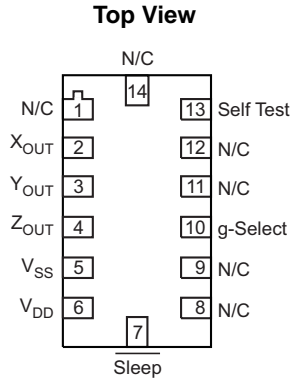 Top View
N/C
14
N/C 1 13 Self Test
XOUT 2 12 N/C
YOUT 3 11 N/C
ZOUT 4 10 g-Select
VSS 5 9 N/C
VDD 6 8 N/C
7
Sleep